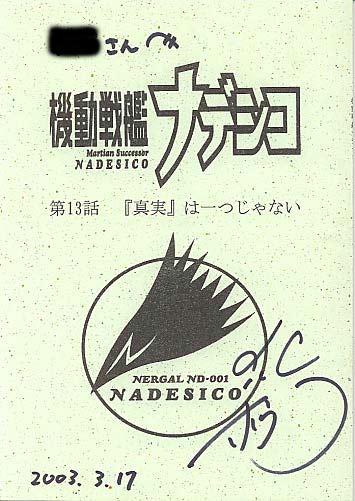 さんへ
機動戦艦ナデシコ
Martian Successor
NADESICO
第13話 『真実』は一つじゃない
NERGAL ND-001
NADESICO
2003.3.17